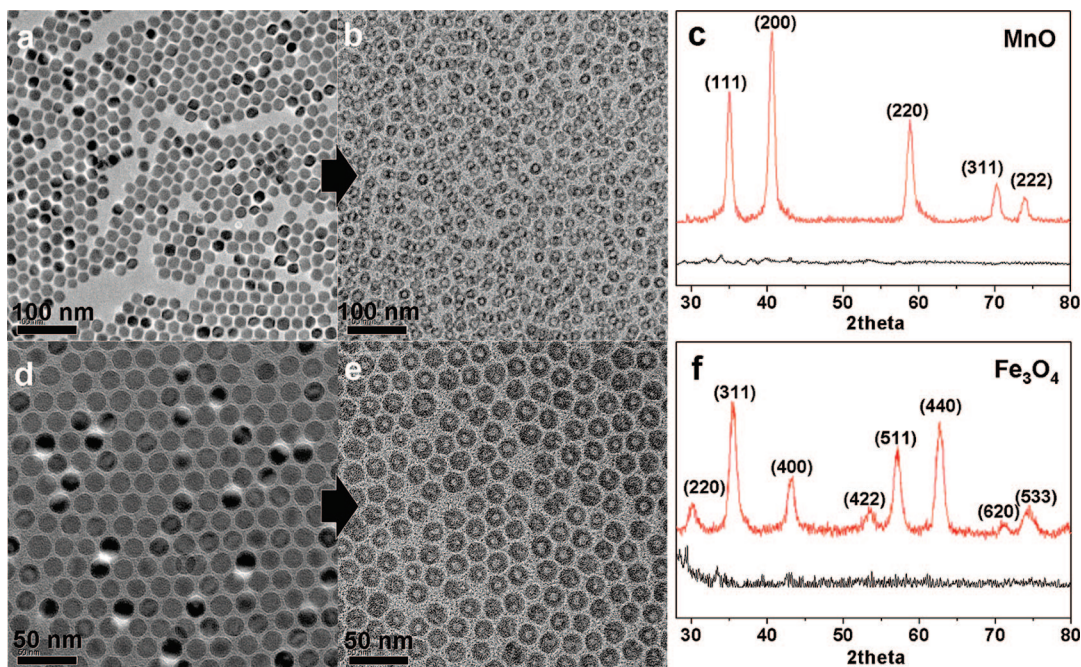 a
100 nm
b
100 nm
c
MnO
(200)
(111)
(220)
(311)
(222)
30 40 50 60 70 80
2theta
d
50 nm
e
50 nm
f
Fe₃O₄
(311)
(440)
(511)
(400)
(220)
(422)
(620)
(533)
30 40 50 60 70 80
2theta